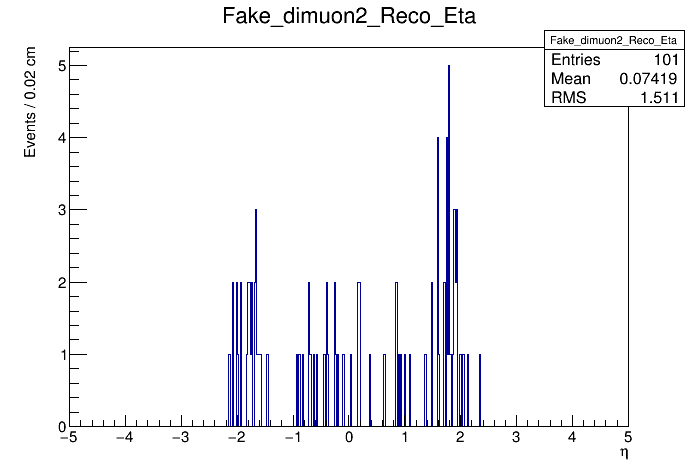 Fake_dimuon2_Reco_Eta
Fake_dimuon2_Reco_Eta
Entries 101
Mean 0.07419
RMS 1.511
Events / 0.02 cm
5
4
3
2
1
0
−5 −4 −3 −2 −1 0 1 2 3 4 5
η